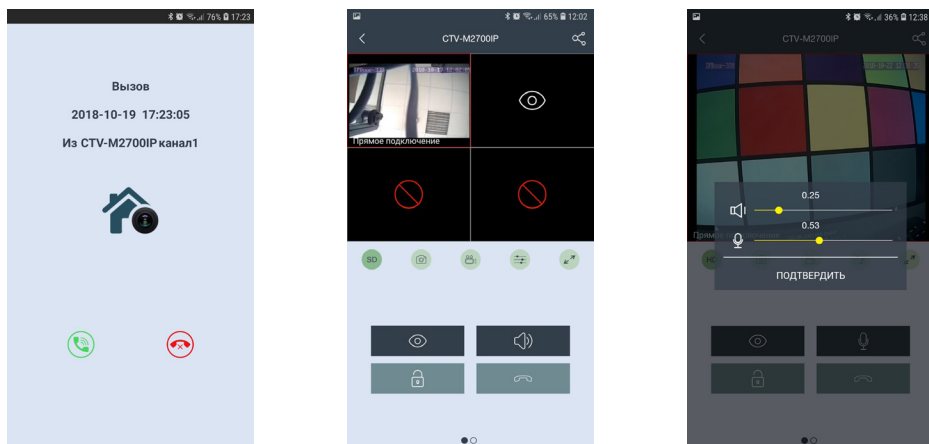 76% 17:23
Вызов
2018-10-19 17:23:05
Из CTV-M2700IP канал1
65% 12:02
CTV-M2700IP
Прямое подключение
SD
36% 12:38
CTV-M2700IP
0.25
0.53
HD
ПОДТВЕРДИТЬ